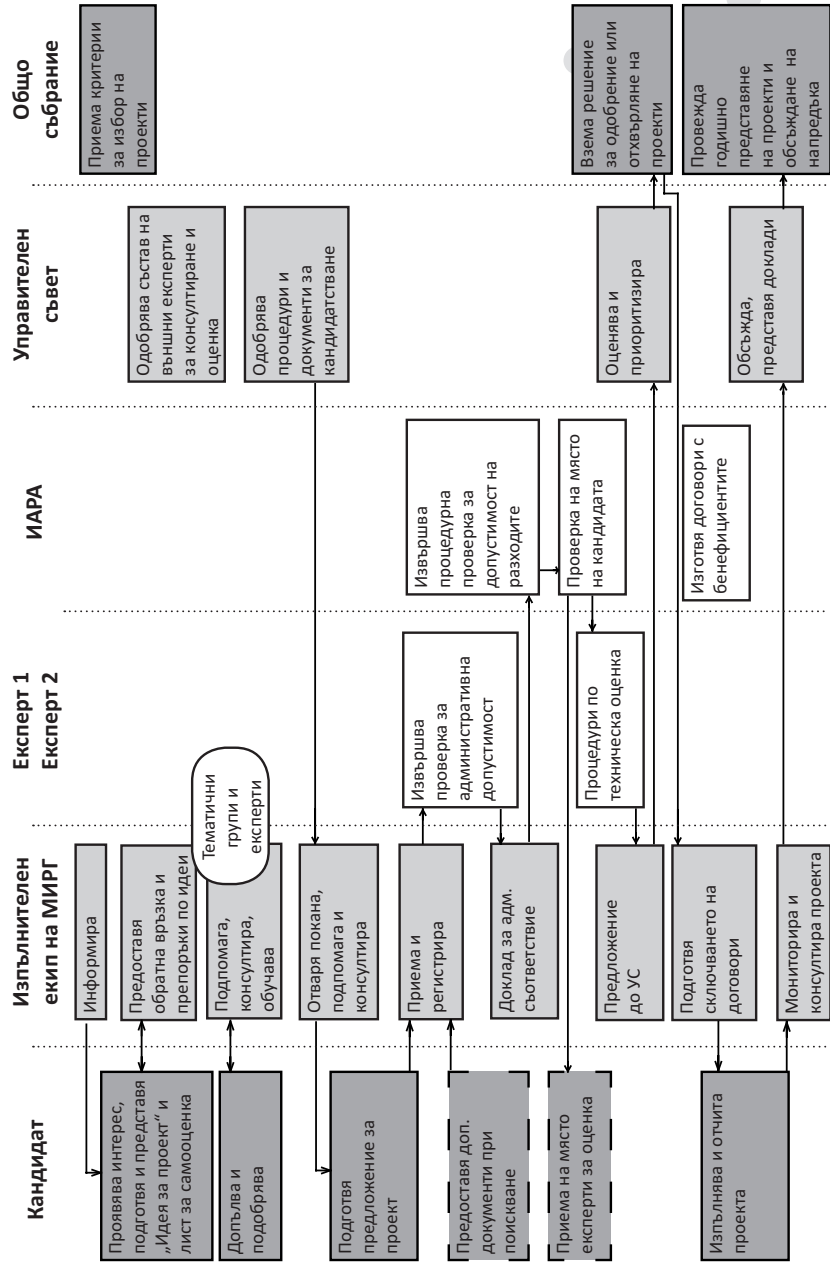 Кандидат
Изпълнителен
екип на МИРГ
Експерт 1
Експерт 2
ИАРА
Управителен
съвет
Общо
събрание
Информира
Приема критерии
за избор на
проекти
Проявява интерес,
подготвя и представя
„Идея за проект“ и
лист за самооценка
Предоставя
обратна връзка и
препоръки по идеи
Одобрява състав на
външни експерти
за консултиране и
оценка
Допълва и
подобрява
Подпомага,
консултира,
обучава
Тематични
групи и
експерти
Одобрява
процедури и
документи за
кандидатстване
Отваря покана,
подпомага и
консултира
Подготвя
предложение за
проект
Приема и
регистрира
Извършва
проверка за
административна
допустимост
Извършва
процедурна
проверка за
допустимост на
разходите
Предоставя доп.
документи при
поискване
Доклад за адм.
съответствие
Проверка на място
на кандидата
Приема на място
експерти за оценка
Процедури по
техническа оценка
Предложение
до УС
Оценява и
приоритизира
Взема решение
за одобрение или
отхвърляне на
проекти
Подготвя
сключването на
договори
Изготвя договори с
бенефициентите
Изпълнява и отчита
проекта
Мониторира и
консултира проекта
Обсъжда,
представя доклади
Провежда
годишно
представяне
на проекти и
обсъждане на
напредъка